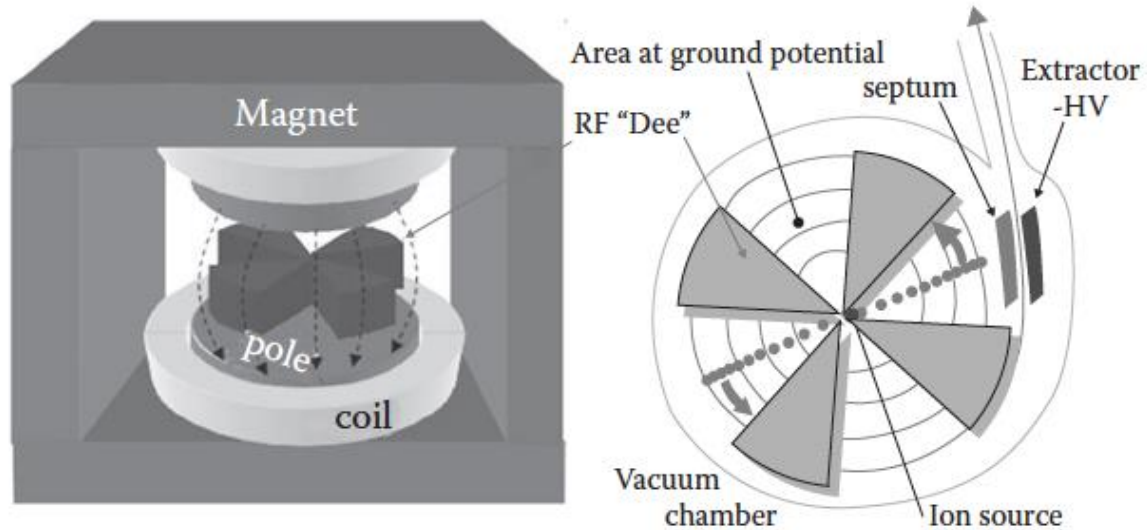 Magnet
pole
coil
Area at ground potential
RF “Dee”
septum
Extractor
-HV
Vacuum
chamber
Ion source